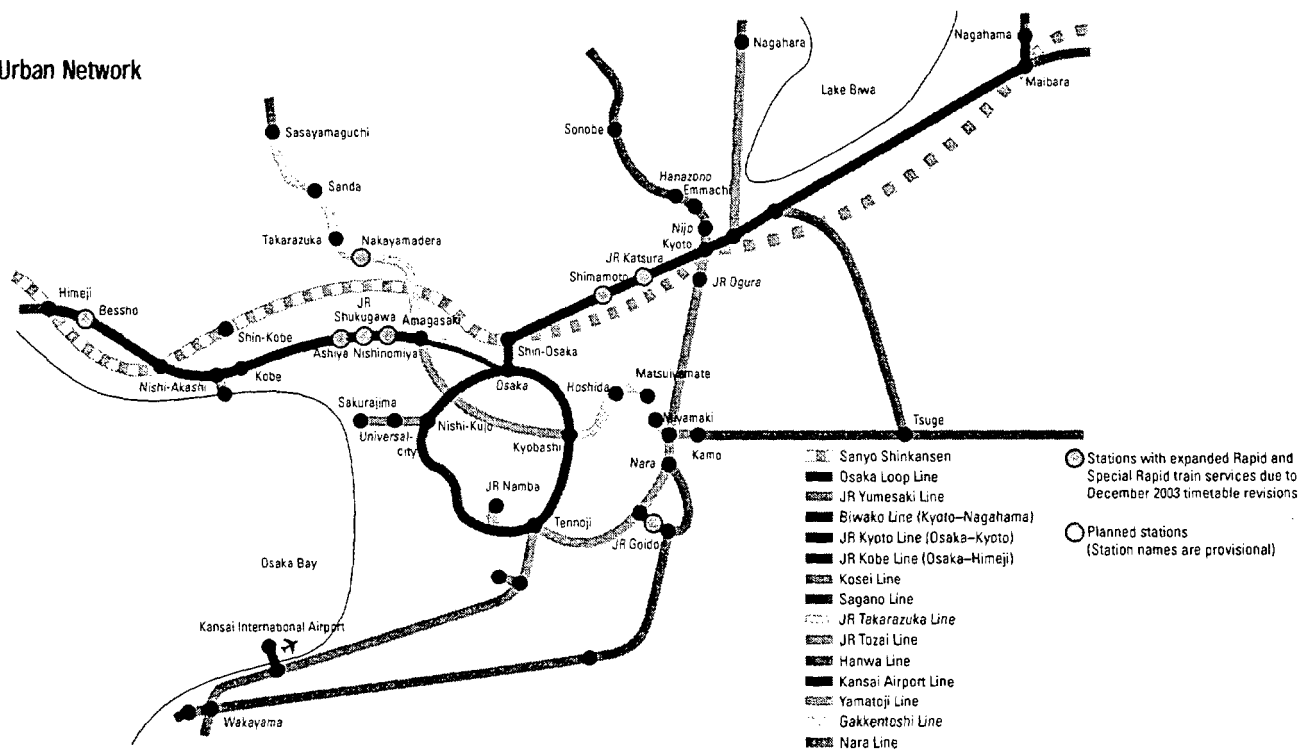 Urban Network
Nagahara
Nagahama
Maibara
Lake Biwa
Sasayamaguchi
Sonobe
Sanda
Hanazono
Emmachi
Takarazuka
Nakayamadera
Nijo
Kyoto
JR Katsura
Shimamoto
JR Ogura
Himeji
Bessho
JR
Shukugawa
Amagasaki
Shin-Kobe
Ashiya Nishinomiya
Shin-Osaka
Nishi-Akashi
Kobe
Osaka
Hoshida
Matsuiyamate
Sakurajima
Universal-
city
Nishi-Kujo
Kyobashi
Kamo
Tsuge
Nara
JR Namba
Tennoji
JR Goido
Osaka Bay
Kansai International Airport
Wakayama
Sanyo Shinkansen
Osaka Loop Line
JR Yumesaki Line
Biwako Line (Kyoto–Nagahama)
JR Kyoto Line (Osaka–Kyoto)
JR Kobe Line (Osaka–Himeji)
Kosei Line
Sagano Line
JR Takarazuka Line
JR Tozai Line
Hanwa Line
Kansai Airport Line
Yamatoji Line
Gakkentoshi Line
Nara Line
Stations with expanded Rapid and
Special Rapid train services due to
December 2003 timetable revisions
Planned stations
(Station names are provisional)